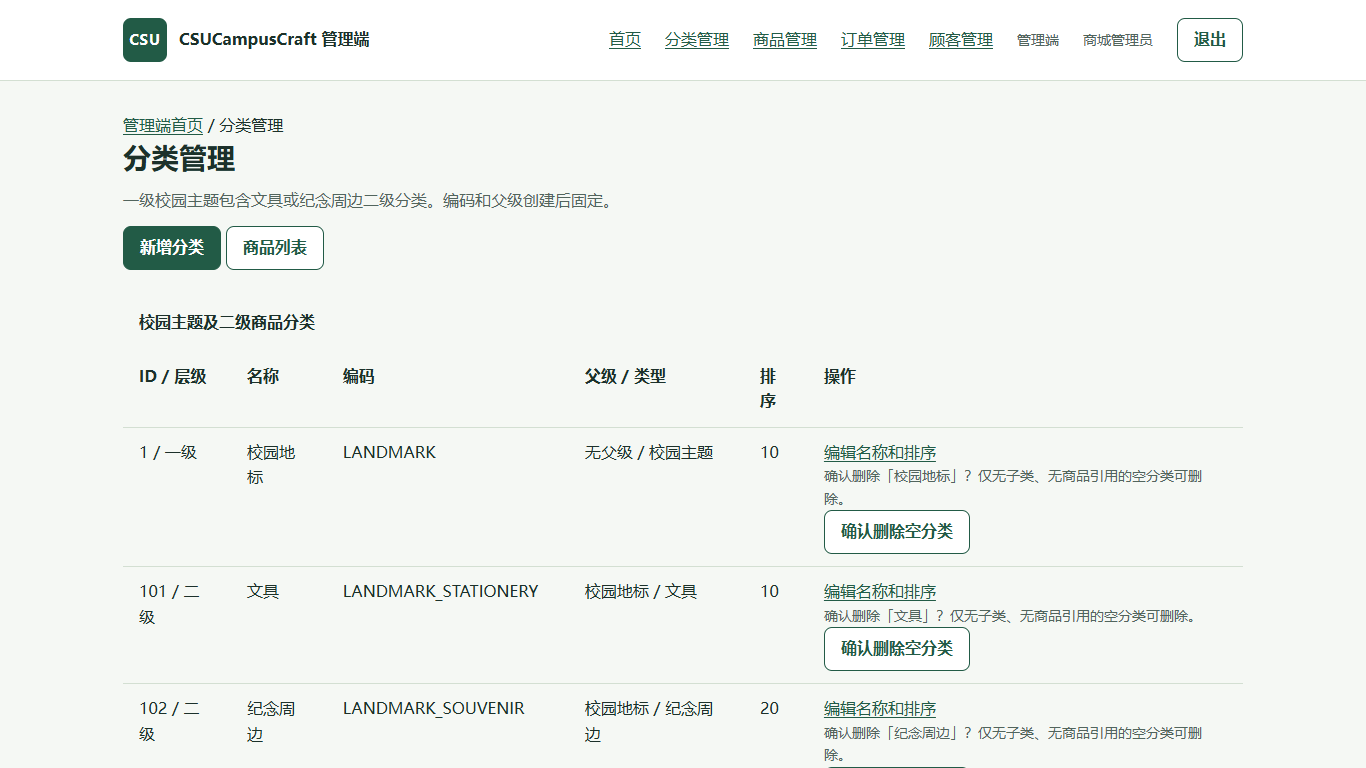 CSU CSUCampusCraft 管理端 首页 分类管理 商品管理 订单管理 顾客管理 管理端 商城管理员 退出
管理端首页 / 分类管理
分类管理
一级校园主题包含文具或纪念周边二级分类。编码和父级创建后固定。
新增分类 商品列表
校园主题及二级商品分类
ID / 层级 名称 编码 父级 / 类型 排
序 操作
1 / 一级 校园地
标 LANDMARK 无父级 / 校园主题 10 编辑名称和排序
确认删除「校园地标」？仅无子类、无商品引用的空分类可删
除。
确认删除空分类
101 / 二
级 文具 LANDMARK_STATIONERY 校园地标 / 文具 10 编辑名称和排序
确认删除「文具」？仅无子类、无商品引用的空分类可删除。
确认删除空分类
102 / 二
级 纪念周
边 LANDMARK_SOUVENIR 校园地标 / 纪念周
边 20 编辑名称和排序
确认删除「纪念周边」？仅无子类、无商品引用的空分类可删
除。